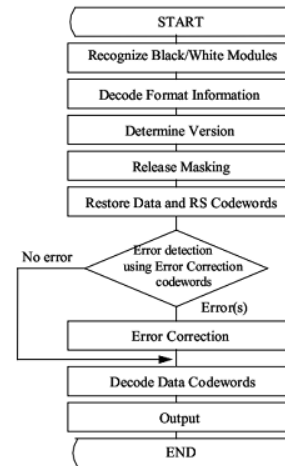 START
Recognize Black/White Modules
Decode Format Information
Determine Version
Release Masking
Restore Data and RS Codewords
Error detection
using Error Correction
codewords
No error
Error(s)
Error Correction
Decode Data Codewords
Output
END